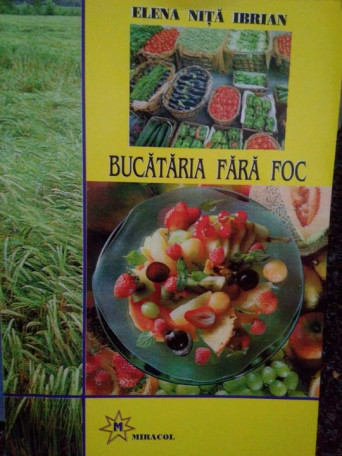 ELENA NIȚĂ IBRIAN
BUCĂTĂRIA FĂRĂ FOC
M
MIRACOL